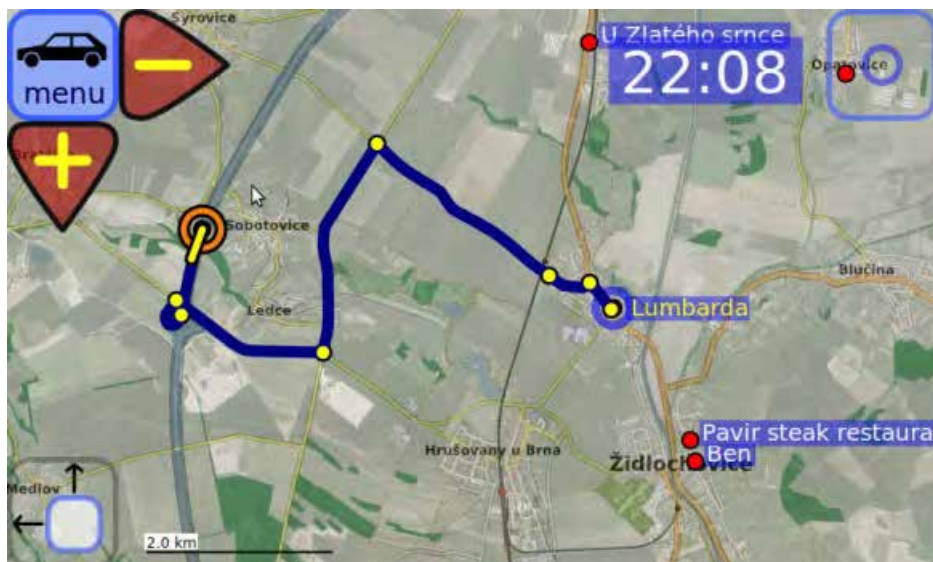 Syrovice
U Zlatého srnce
22:08
Opatovice
menu
Sobotovice
Blučina
Ledce
Lumbarda
Pavir steak restaura
Hrušovany u Brna
Ben
Židlochovice
Medlov
2.0 km